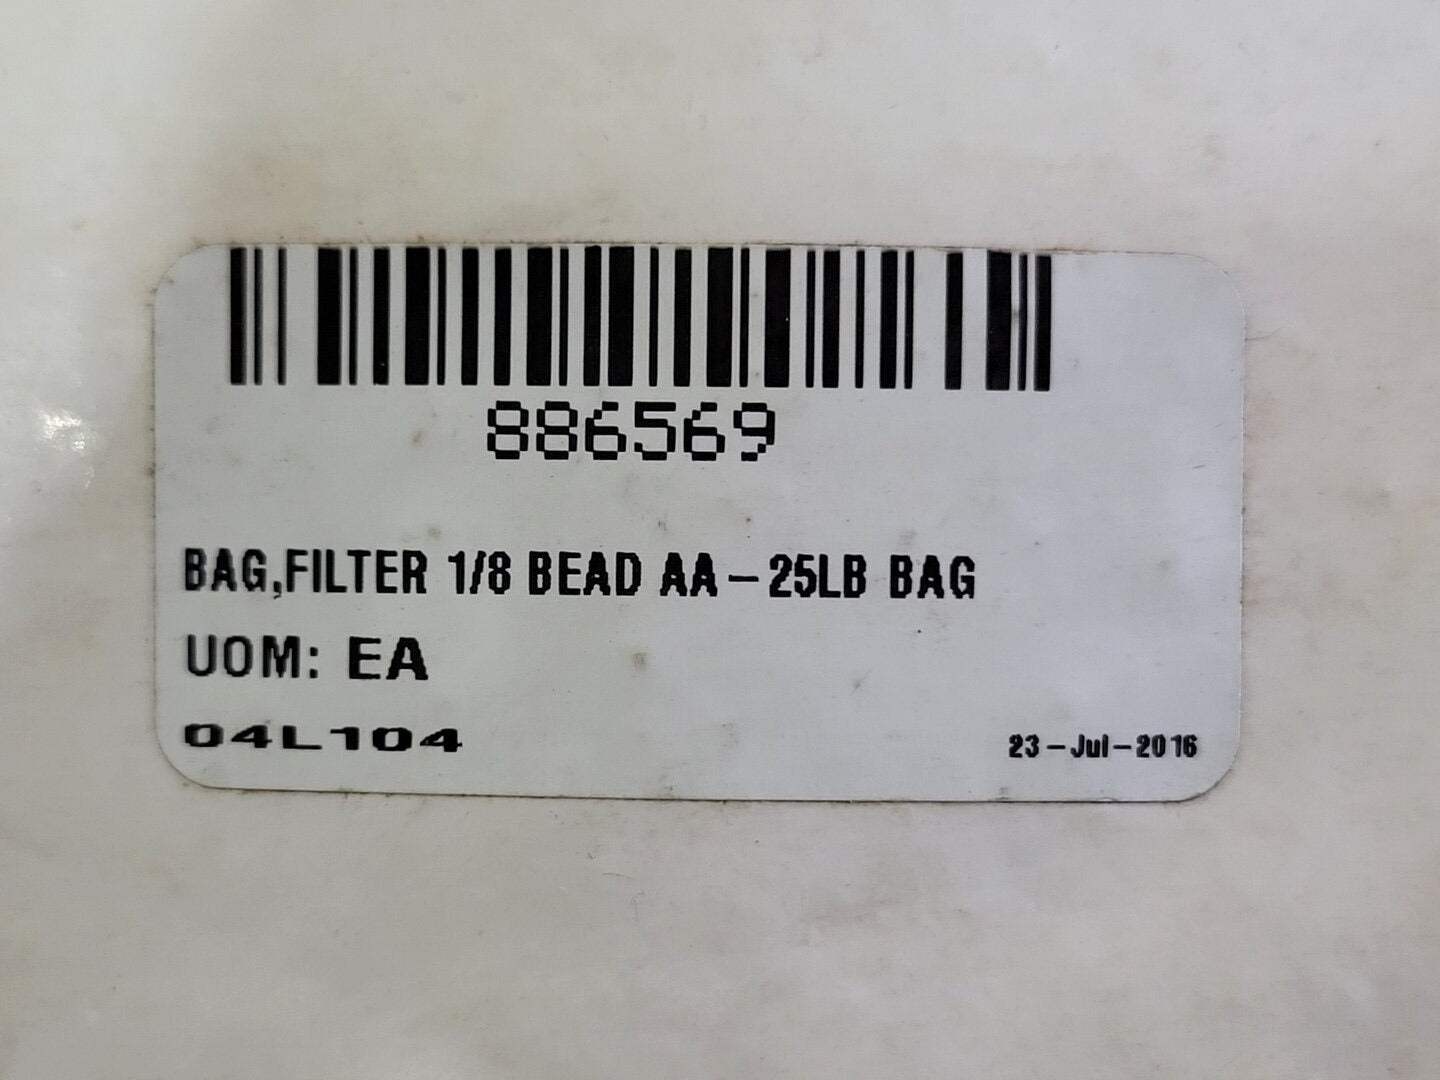 886569
BAG,FILTER 1/8 BEAD AA-25LB BAG
UOM: EA
04L104
23-Jul-2016